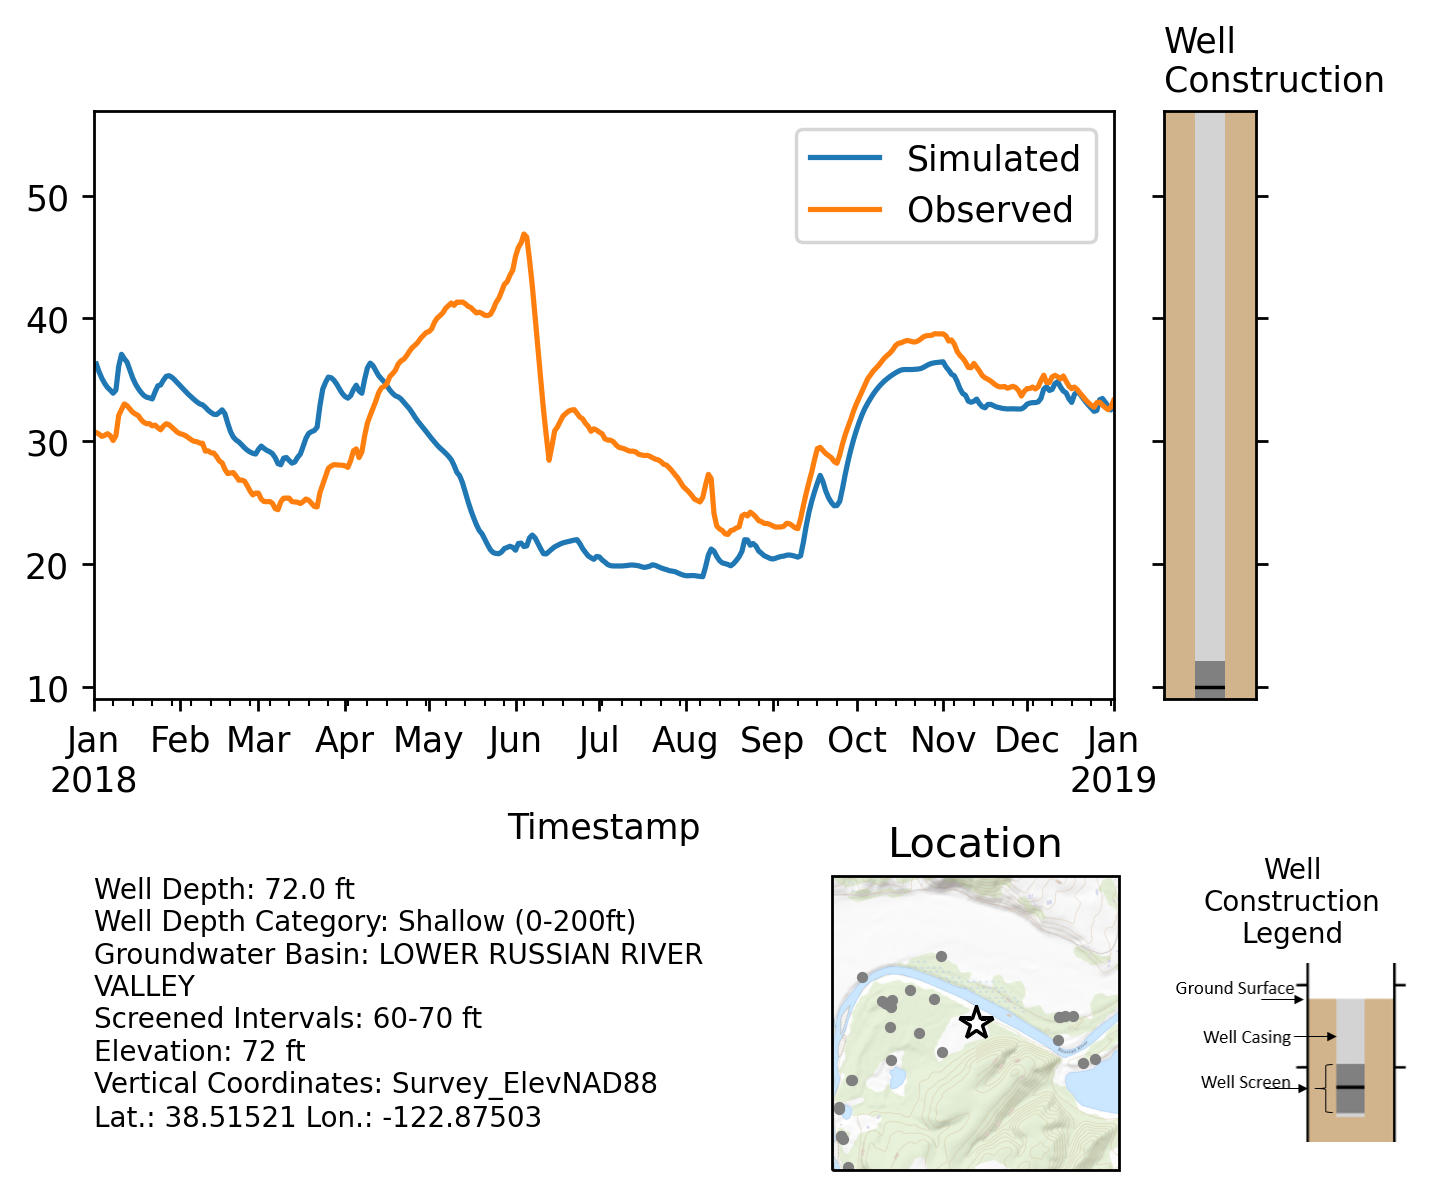 Well
Construction
Simulated
Observed
50
40
30
20
10
Jan Feb Mar Apr May Jun Jul Aug Sep Oct Nov Dec Jan
2018 2019
Timestamp
Well Depth: 72.0 ft
Well Depth Category: Shallow (0-200ft)
Groundwater Basin: LOWER RUSSIAN RIVER
VALLEY
Screened Intervals: 60-70 ft
Elevation: 72 ft
Vertical Coordinates: Survey_ElevNAD88
Lat.: 38.51521 Lon.: -122.87503
Location
Russian River
Well
Construction
Legend
Ground Surface
Well Casing
Well Screen